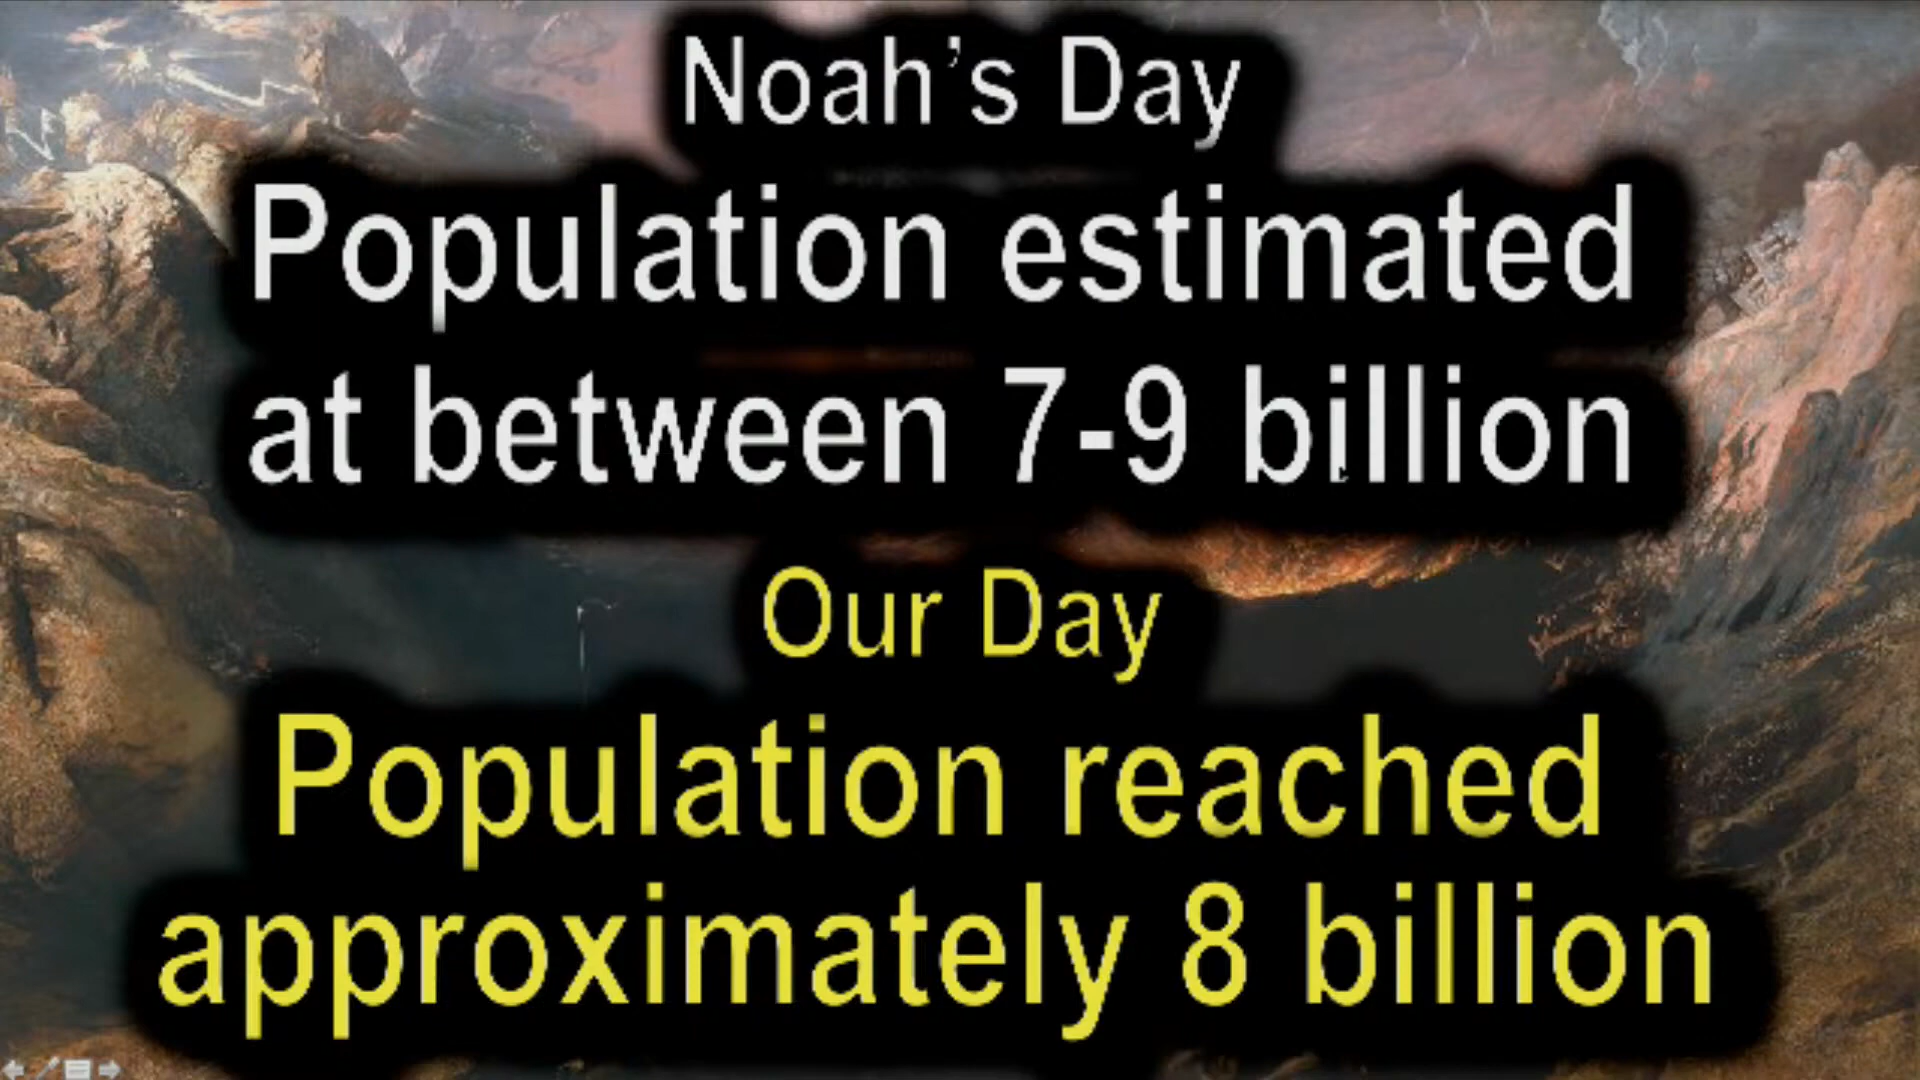 Noah's Day
Population estimated
at between 7-9 billion
Our Day
Population reached
approximately 8 billion